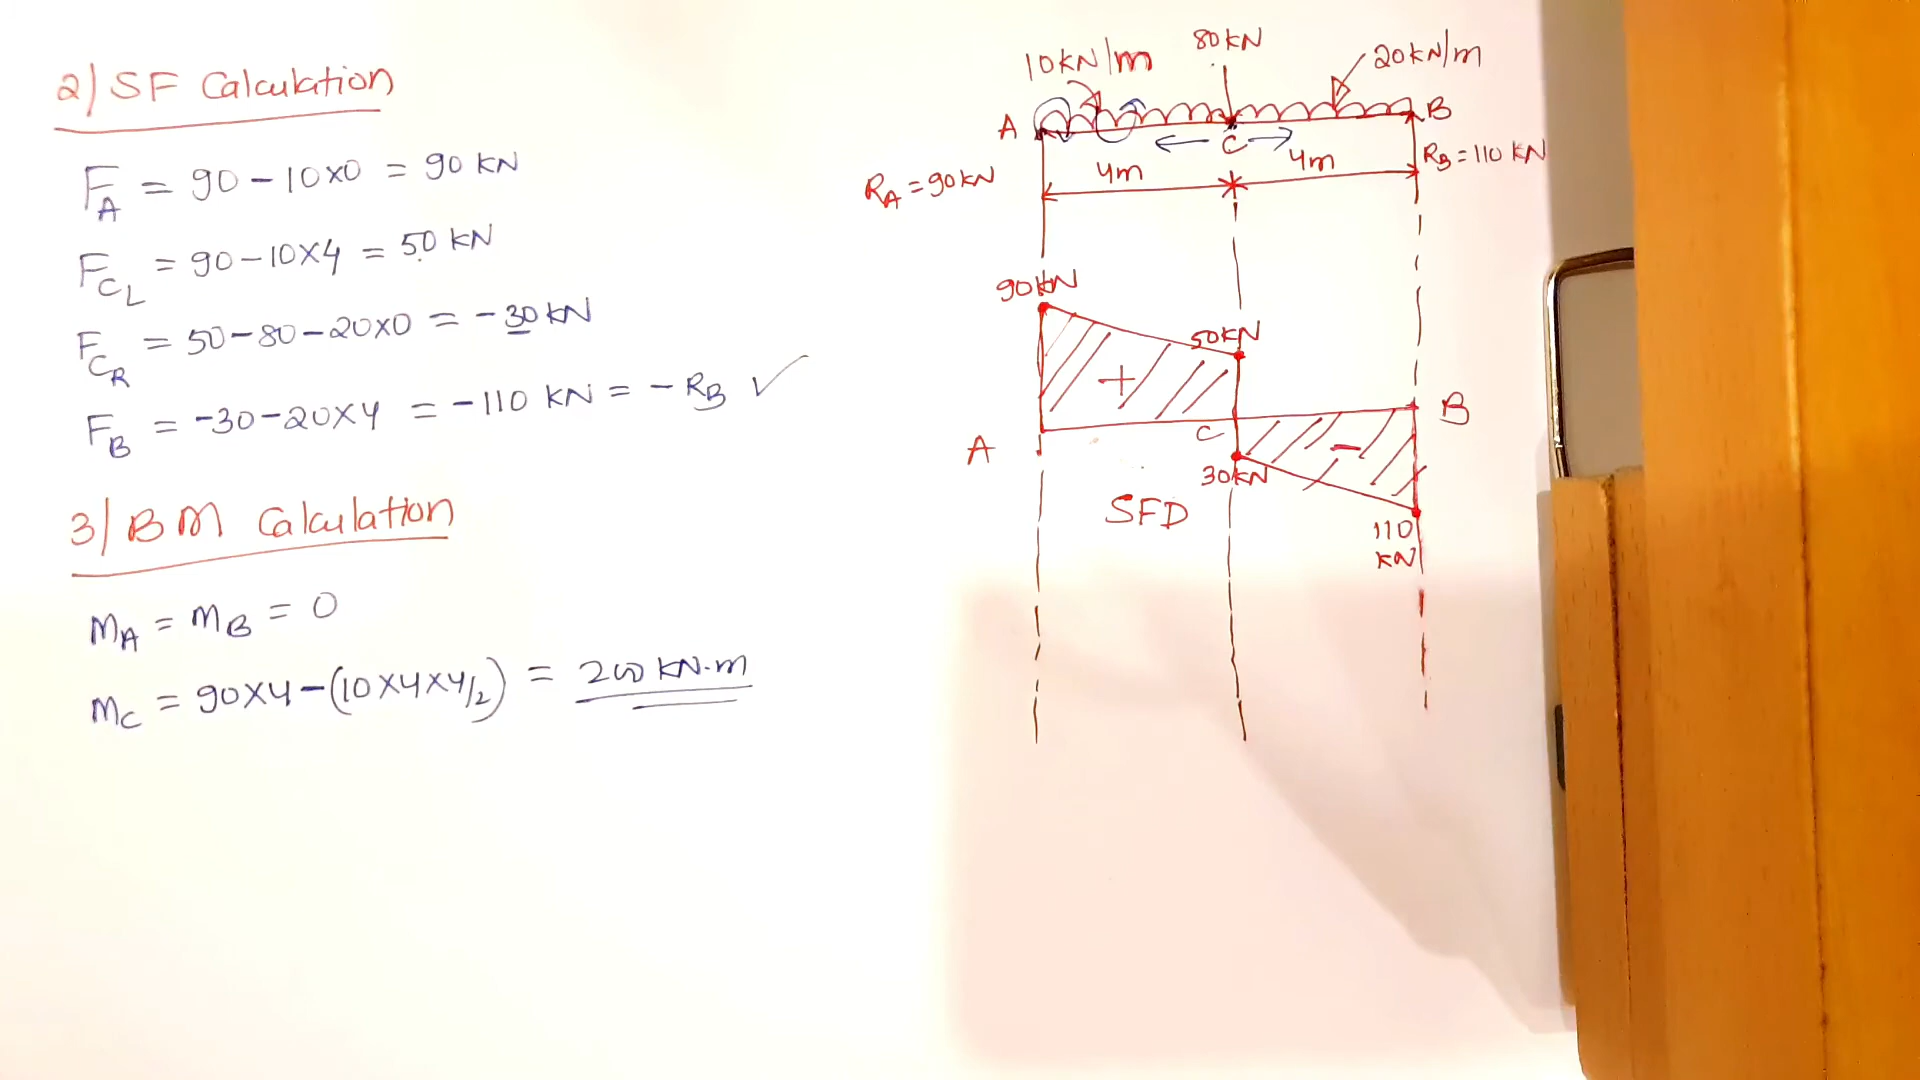 2) SF Calculation
F_A = 90 - 10×0 = 90 KN
F_CL = 90 - 10×4 = 50 KN
F_CR = 50 - 80 - 20×0 = -30 KN
F_B = -30 - 20×4 = -110 KN = -R_B ✓
3) BM Calculation
M_A = M_B = 0
M_C = 90×4 - (10×4×4/2) = 280 KN.m
10KN/m
80KN
20KN/m
A
B
C
4m
4m
R_A = 90KN
R_B = 110 KN
90KN
50KN
+
A
C
B
-
30KN
SFD
110
KN